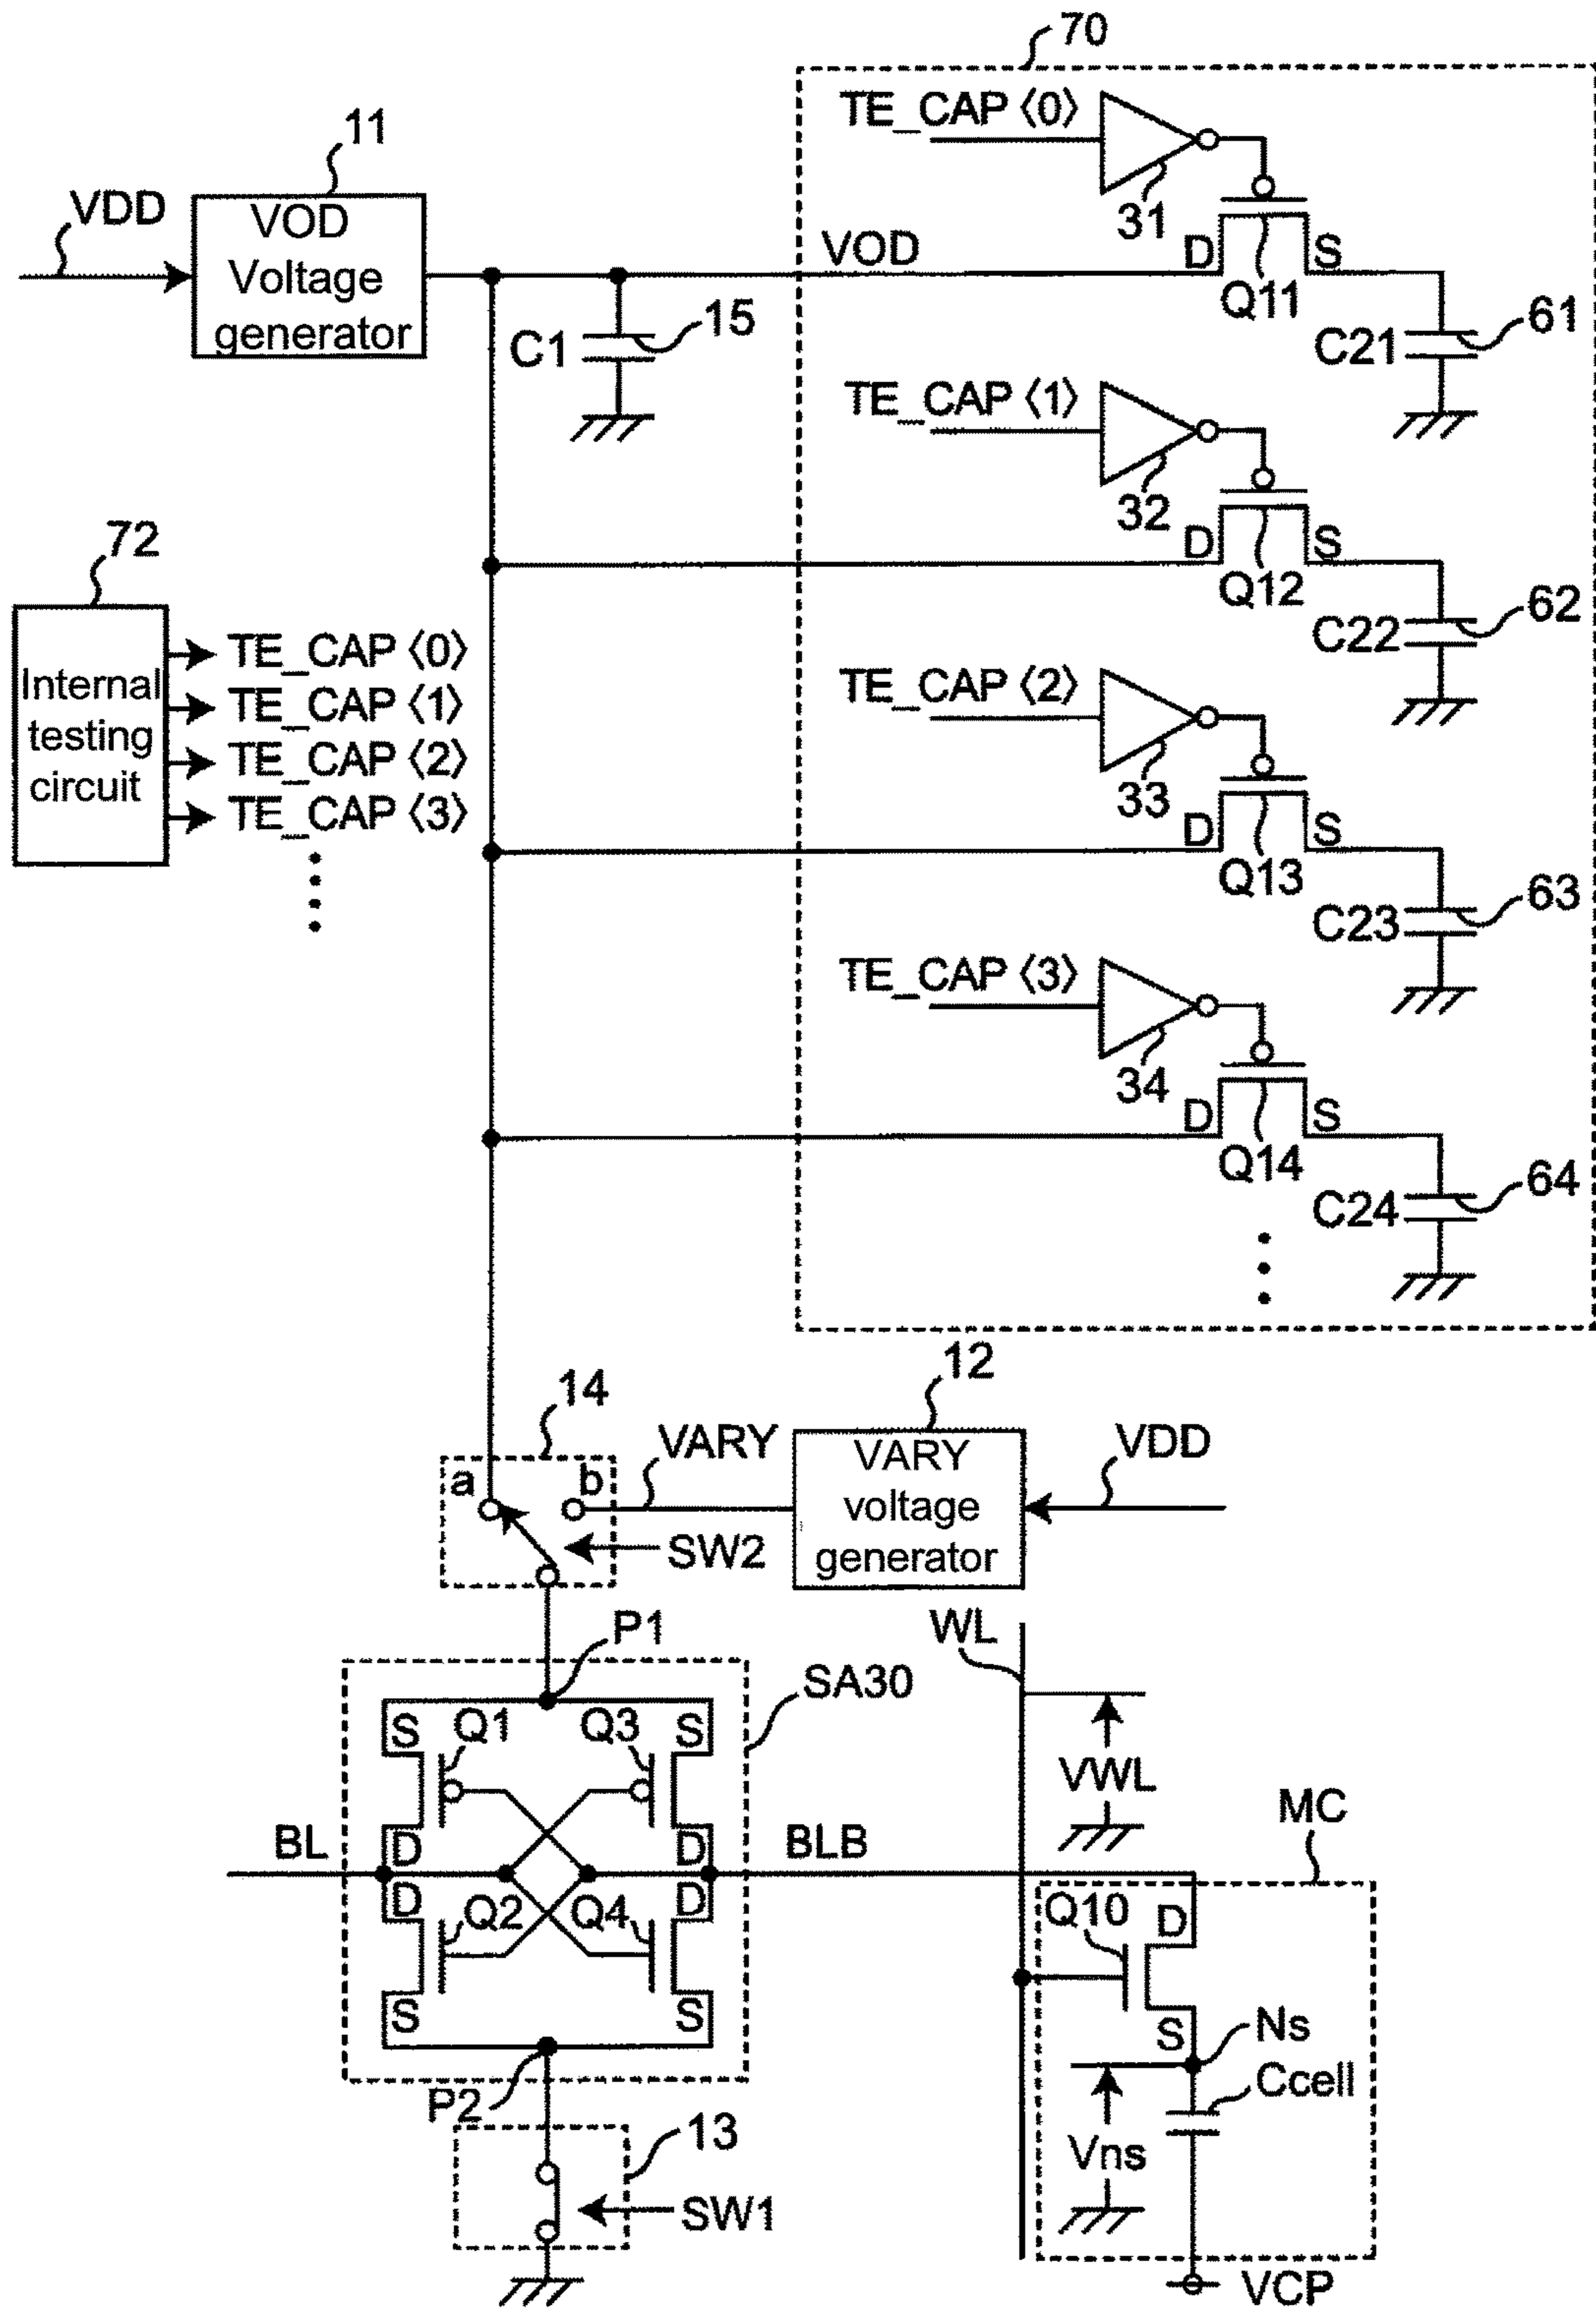 70
TE_CAP ⟨0⟩
11
31
VDD
VOD
Voltage
generator
VOD
D
S
Q11
C1
15
C21
61
TE_CAP ⟨1⟩
32
D
S
Q12
C22
62
72
Internal
testing
circuit
TE_CAP ⟨0⟩
TE_CAP ⟨1⟩
TE_CAP ⟨2⟩
TE_CAP ⟨3⟩
TE_CAP ⟨2⟩
33
D
S
Q13
C23
63
TE_CAP ⟨3⟩
34
D
S
Q14
C24
64
12
14
a
b
VARY
VARY
voltage
generator
VDD
SW2
P1
WL
SA30
S
Q1
Q3
S
VWL
MC
BL
D
D
BLB
D
Q2
Q4
D
Q10
D
S
S
S
Ns
P2
Ccell
13
Vns
SW1
VCP